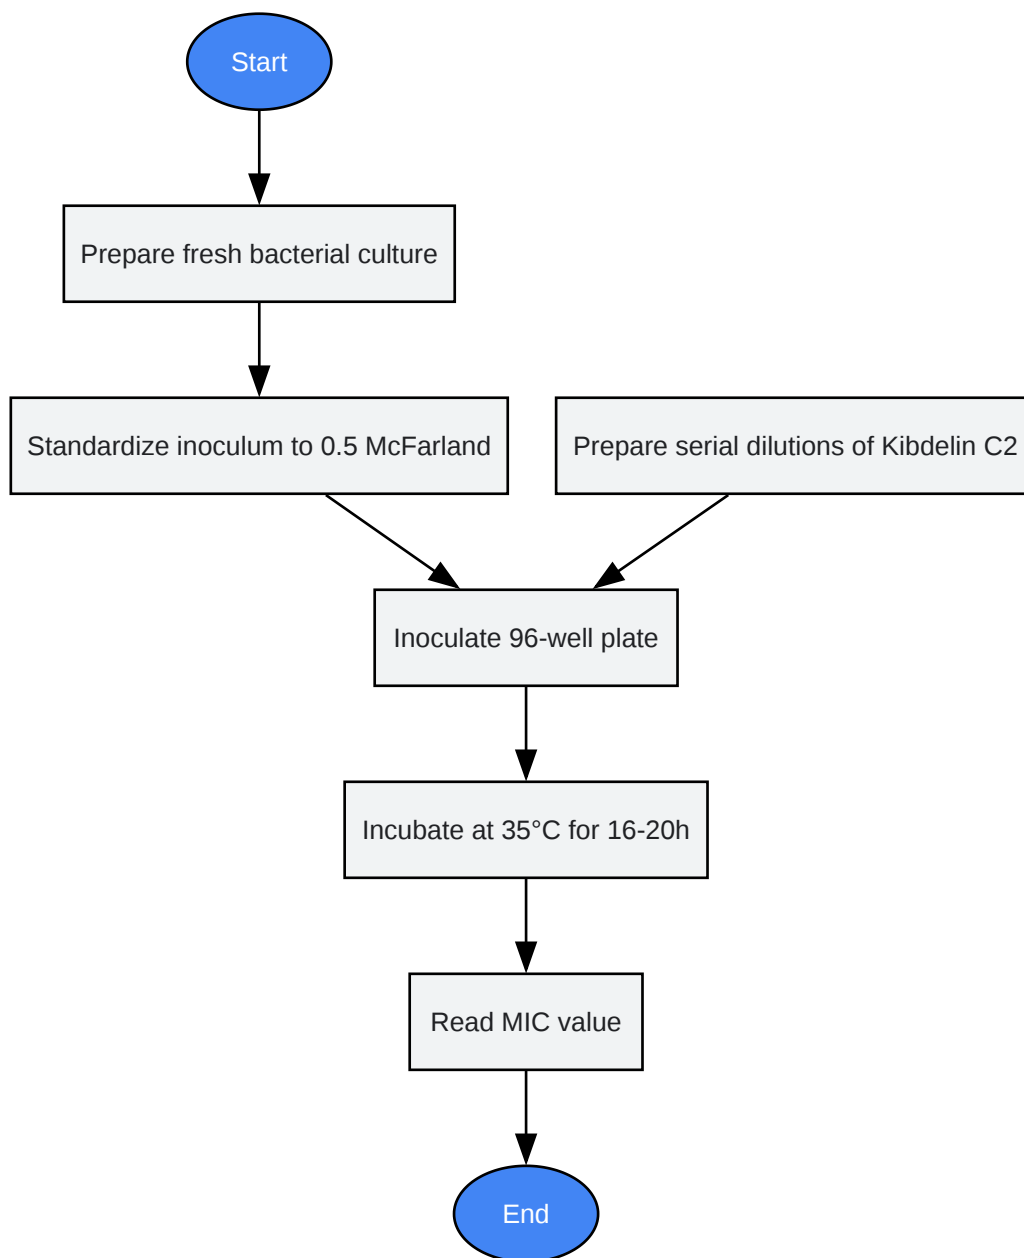 Start
Prepare fresh bacterial culture
Standardize inoculum to 0.5 McFarland
Prepare serial dilutions of Kibdelin C2
Inoculate 96-well plate
Incubate at 35°C for 16-20h
Read MIC value
End